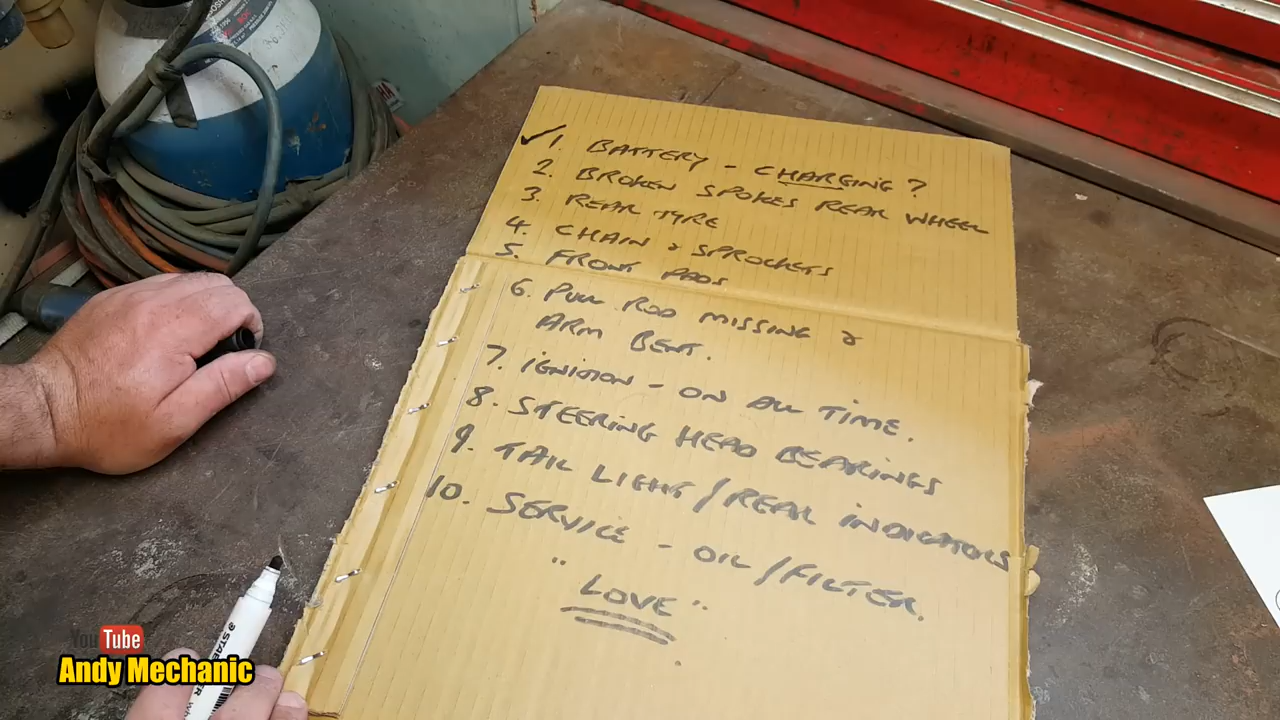 ✓1. BATTERY - CHARGING?
2. BROKEN SPOKES REAR WHEEL
3. REAR TYRE
4. CHAIN & SPROCKETS
5. FRONT PADS
6. PULL ROD MISSING &
ARM BENT.
7. IGNITION - ON ALL TIME.
8. STEERING HEAD BEARINGS
9. TAIL LIGHT/REAR INDICATORS
10. SERVICE - OIL/FILTER.
"LOVE"
YouTube
Andy Mechanic